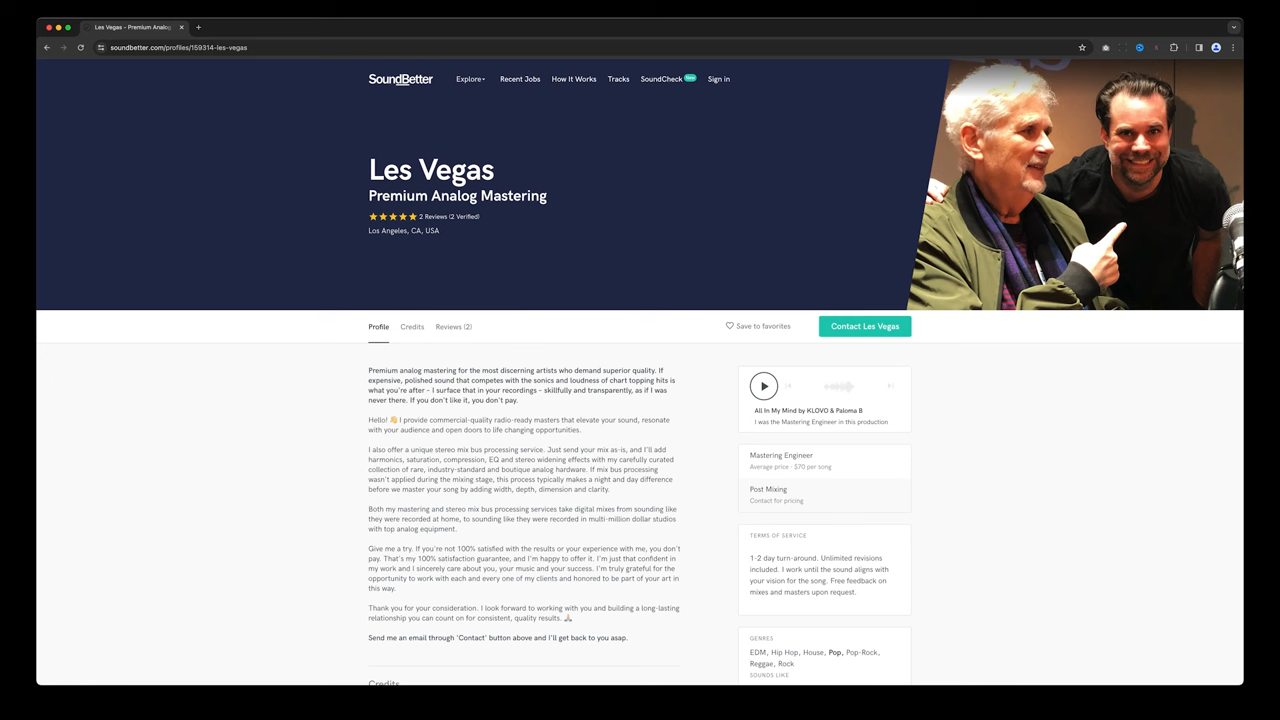 Les Vegas - Premium Analog
soundbetter.com/profiles/159314-les-vegas
SoundBetter
Explore
Recent Jobs
How It Works
Tracks
SoundCheck
New
Sign in
Les Vegas
Premium Analog Mastering
2 Reviews (2 Verified)
Los Angeles, CA, USA
Profile
Credits
Reviews (2)
Save to favorites
Contact Les Vegas
Premium analog mastering for the most discerning artists who demand superior quality. If
expensive, polished sound that competes with the sonics and loudness of chart topping hits is
what you're after – I surface that in your recordings – skillfully and transparently, as if I was
never there. If you don't like it, you don't pay.
Hello! 👋 I provide commercial-quality radio-ready masters that elevate your sound, resonate
with your audience and open doors to life changing opportunities.
I also offer a unique stereo mix bus processing service. Just send your mix as-is, and I'll add
harmonics, saturation, compression, EQ and stereo widening effects with my carefully curated
collection of rare, industry-standard and boutique analog hardware. If mix bus processing
wasn't applied during the mixing stage, this process typically makes a night and day difference
before we master your song by adding width, depth, dimension and clarity.
Both my mastering and stereo mix bus processing services take digital mixes from sounding like
they were recorded at home, to sounding like they were recorded in multi-million dollar studios
with top analog equipment.
Give me a try. If you're not 100% satisfied with the results or your experience with me, you don't
pay. That's my 100% satisfaction guarantee, and I'm happy to offer it. I'm just that confident in
my work and I sincerely care about you, your music and your success. I'm truly grateful for the
opportunity to work with each and every one of my clients and honored to be part of your art in
this way.
Thank you for your consideration. I look forward to working with you and building a long-lasting
relationship you can count on for consistent, quality results. 🙏🏼
Send me an email through 'Contact' button above and I'll get back to you asap.
Credits
All In My Mind by KLOVO & Paloma B
I was the Mastering Engineer in this production
Mastering Engineer
Average price - $70 per song
Post Mixing
Contact for pricing
TERMS OF SERVICE
1-2 day turn-around. Unlimited revisions
included. I work until the sound aligns with
your vision for the song. Free feedback on
mixes and masters upon request.
GENRES
EDM, Hip Hop, House, Pop, Pop-Rock,
Reggae, Rock
SOUNDS LIKE